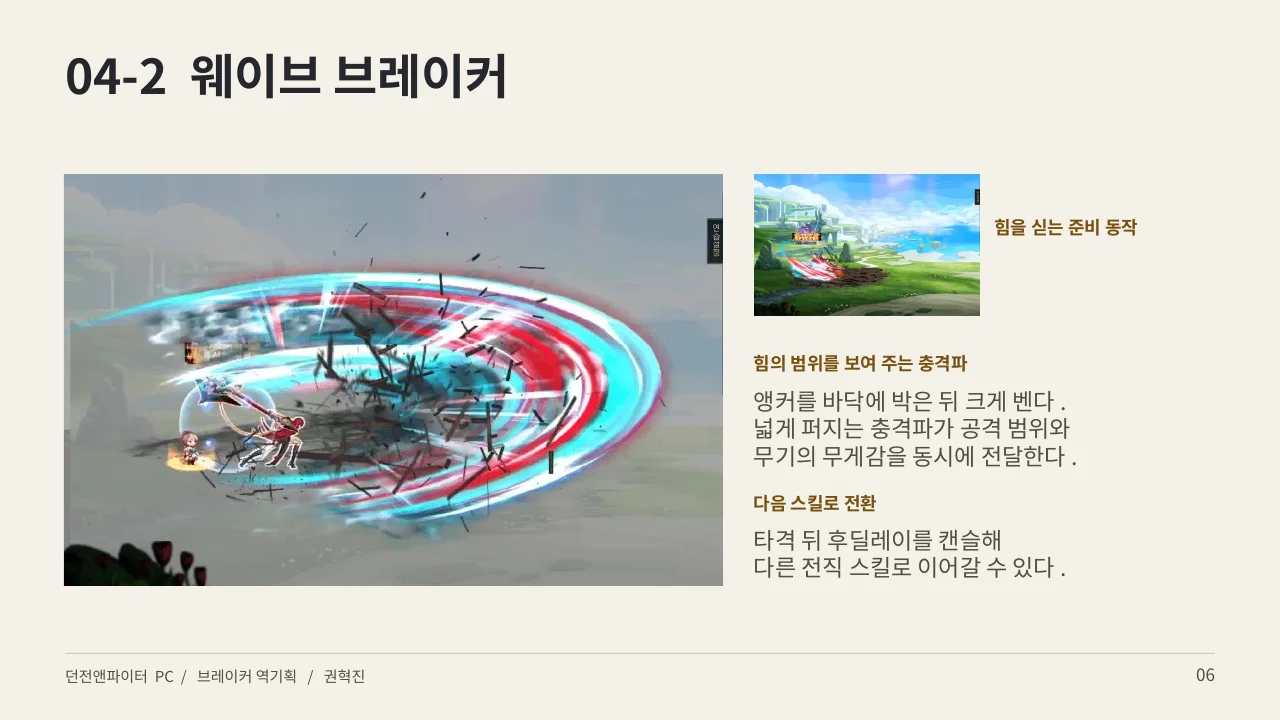 04-2 웨이브 브레이커
힘을 싣는 준비 동작
힘의 범위를 보여 주는 충격파
앵커를 바닥에 박은 뒤 크게 벤다 .
넓게 퍼지는 충격파가 공격 범위와
무기의 무게감을 동시에 전달한다 .
다음 스킬로 전환
타격 뒤 후딜레이를 캔슬해
다른 전직 스킬로 이어갈 수 있다 .
던전앤파이터 PC / 브레이커 역기획 / 권혁진
06